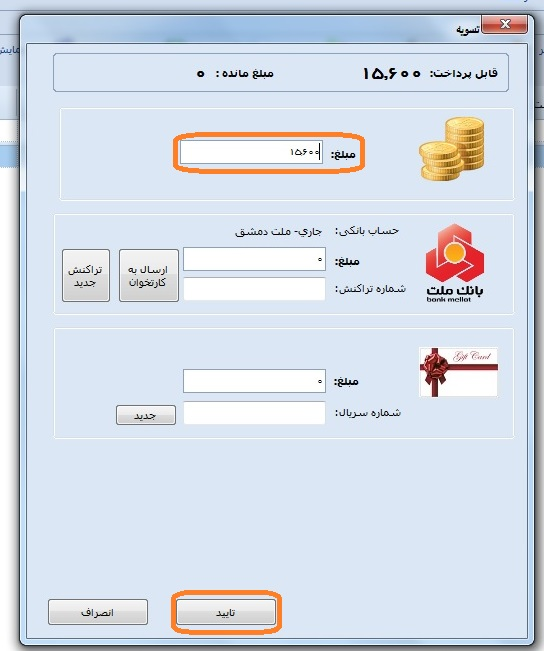 تسویه
قابل پرداخت: ۱۵,۶۰۰ مبلغ مانده : ۰
مبلغ: ۱۵۶۰۰
حساب بانکی: جاري- ملت دمشق
مبلغ: ۰
شماره تراکنش:
ارسال به کارتخوان
تراکنش جدید
بانک ملت
bank mellat
Gift Card
مبلغ: ۰
شماره سریال:
جدید
تایید
انصراف